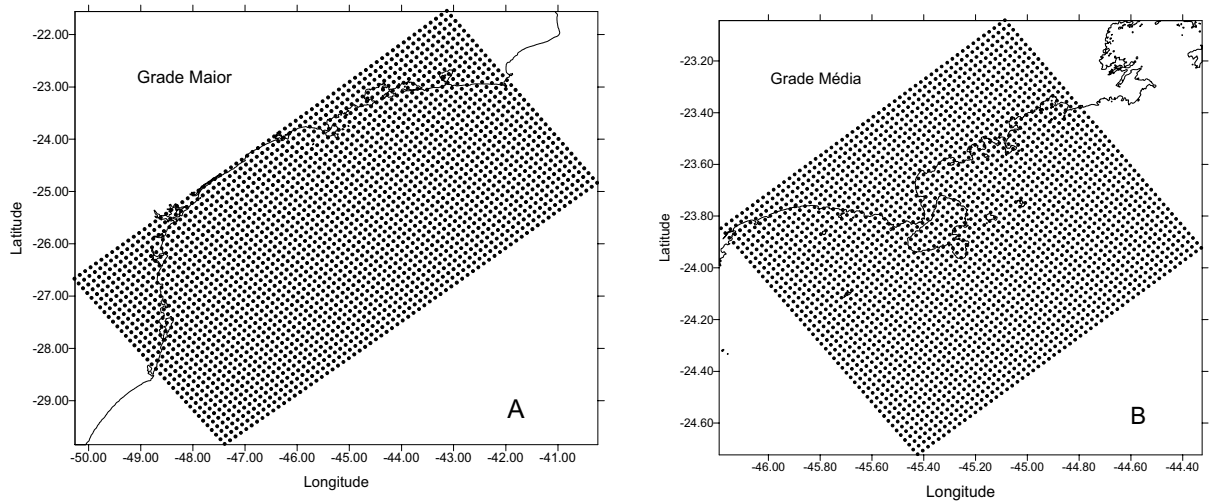 Grade Maior
-22.00
-23.00
-24.00
-25.00
-26.00
-27.00
-28.00
-29.00
Latitude
-50.00 -49.00 -48.00 -47.00 -46.00 -45.00 -44.00 -43.00 -42.00 -41.00
Longitude
A
Grade Média
-23.20
-23.40
-23.60
-23.80
-24.00
-24.20
-24.40
-24.60
Latitude
-46.00 -45.80 -45.60 -45.40 -45.20 -45.00 -44.80 -44.60 -44.40
Longitude
B